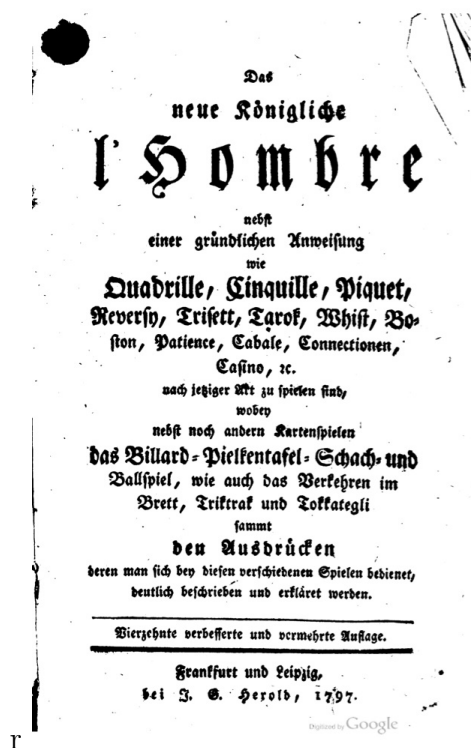 Das
neue Königliche
l'Hombre
nebst
einer gründlichen Anweisung
wie
Quadrille, Cinquille, Piquet,
Reversy, Trisett, Tarok, Whist, Bo-
ston, Patience, Cabale, Connectionen,
Casino, ꝛc.
nach jetziger Art zu spielen sind,
wobey
nebst noch andern Kartenspielen
das Billard- Pielkentafel- Schach- und
Ballspiel, wie auch das Verkehren im
Brett, Triktrak und Tokkategli
sammt
den Ausdrücken
deren man sich bey diesen verschiedenen Spielen bedienet,
deutlich beschrieben und erkläret werden.
Vierzehnte verbesserte und vermehrte Auflage.
Frankfurt und Leipzig,
bei J. G. Herold, 1797.
Digitized by Google
r